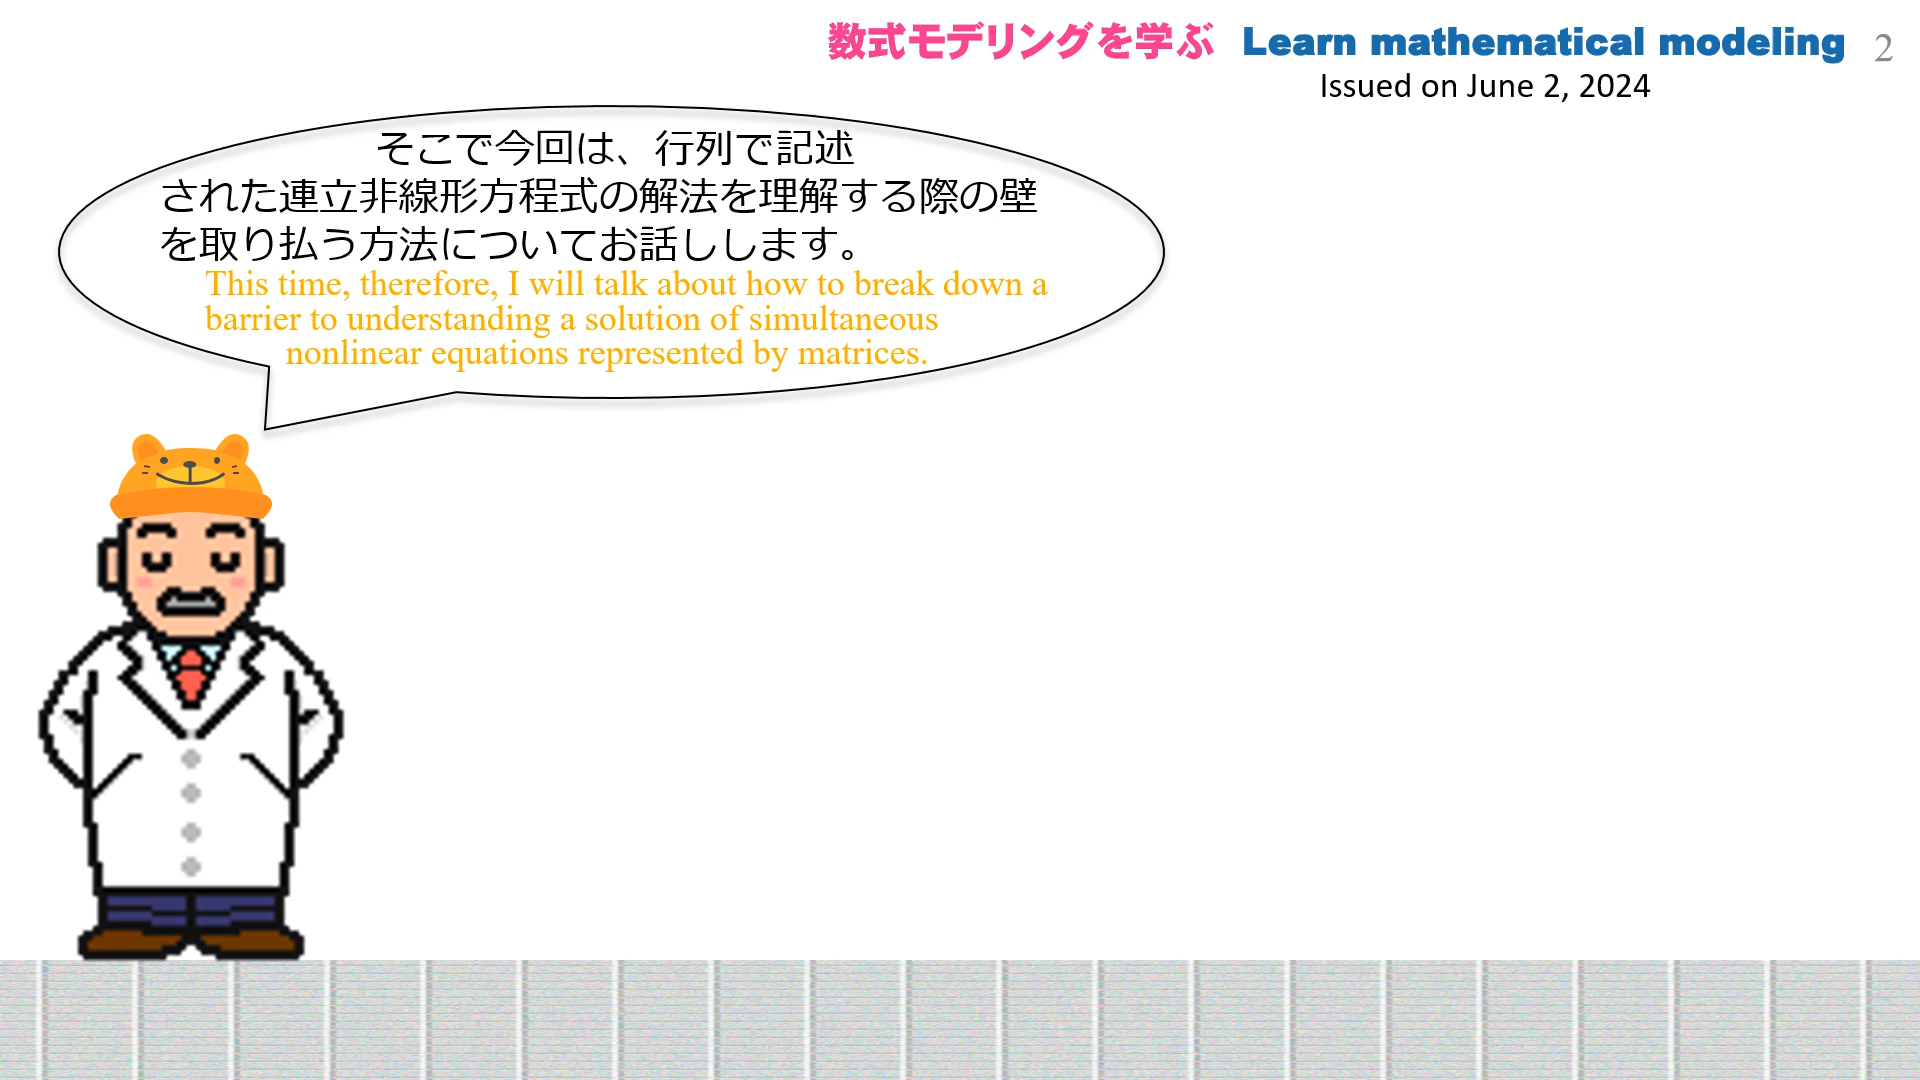 数式モデリングを学ぶ Learn mathematical modeling 2
Issued on June 2, 2024
そこで今回は、行列で記述
された連立非線形方程式の解法を理解する際の壁
を取り払う方法についてお話しします。
This time, therefore, I will talk about how to break down a
barrier to understanding a solution of simultaneous
nonlinear equations represented by matrices.